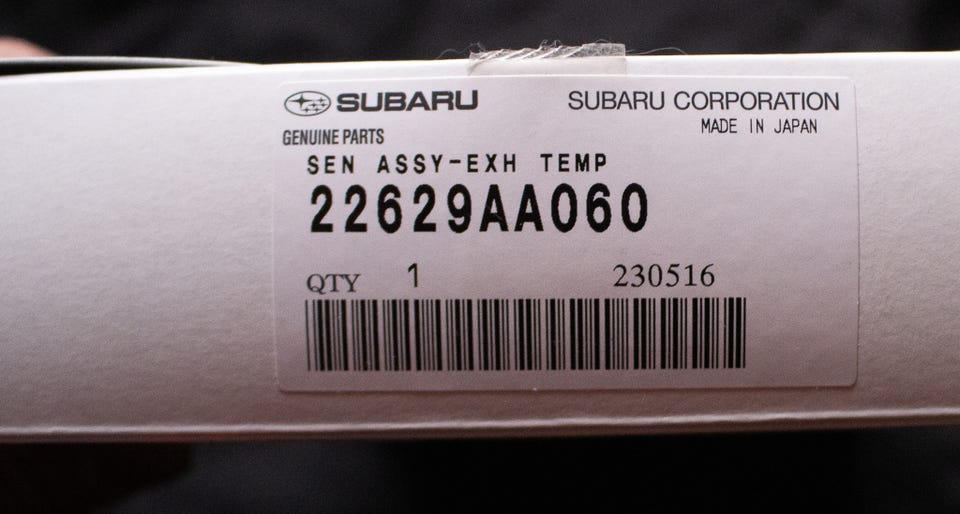 SUBARU
SUBARU CORPORATION
MADE IN JAPAN
GENUINE PARTS
SEN ASSY-EXH TEMP
22629AA060
QTY 1 230516